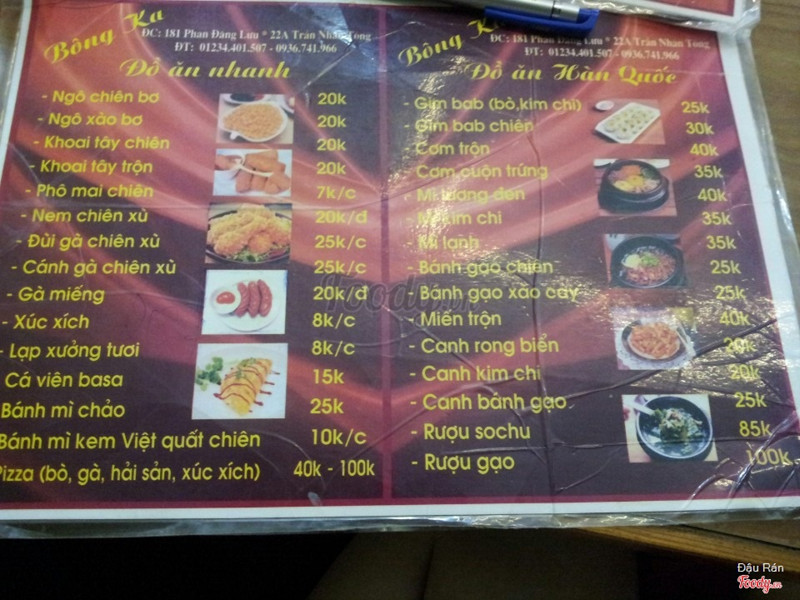 Bông Ka
ĐC: 181 Phan Đăng Lưu * 22A Trần Nhân Tông
ĐT: 01234.401.507 - 0936.741.966
Đồ ăn nhanh
- Ngô chiên bơ 20k
- Ngô xào bơ 20k
- Khoai tây chiên 20k
- Khoai tây trộn 20k
- Phô mai chiên 7k/c
- Nem chiên xù 20k/đ
- Đùi gà chiên xù 25k/c
- Cánh gà chiên xù 25k/c
- Gà miếng 20k/đ
- Xúc xích 8k/c
- Lạp xưởng tươi 8k/c
Cá viên basa 15k
Bánh mì chảo 25k
Bánh mì kem Việt quất chiên 10k/c
Pizza (bò, gà, hải sản, xúc xích) 40k - 100k
Bông Ka
ĐC: 181 Phan Đăng Lưu * 22A Trần Nhân Tông
ĐT: 01234.401.507 - 0936.741.966
Đồ ăn Hàn Quốc
- Gim bab (bò,kim chi) 25k
- Gim bab chiên 30k
- Cơm trộn 40k
- Cơm cuộn trứng 35k
- Mì tương đen 40k
- Mì kim chi 35k
- Mì lạnh 35k
- Bánh gạo chiên 25k
- Bánh gạo xào cay 25k
- Miến trộn 40k
- Canh rong biển 20k
- Canh kim chi 20k
- Canh bánh gạo 25k
- Rượu sochu 85k
- Rượu gạo 100k
foody.vn
Đậu Rán
Foody.vn